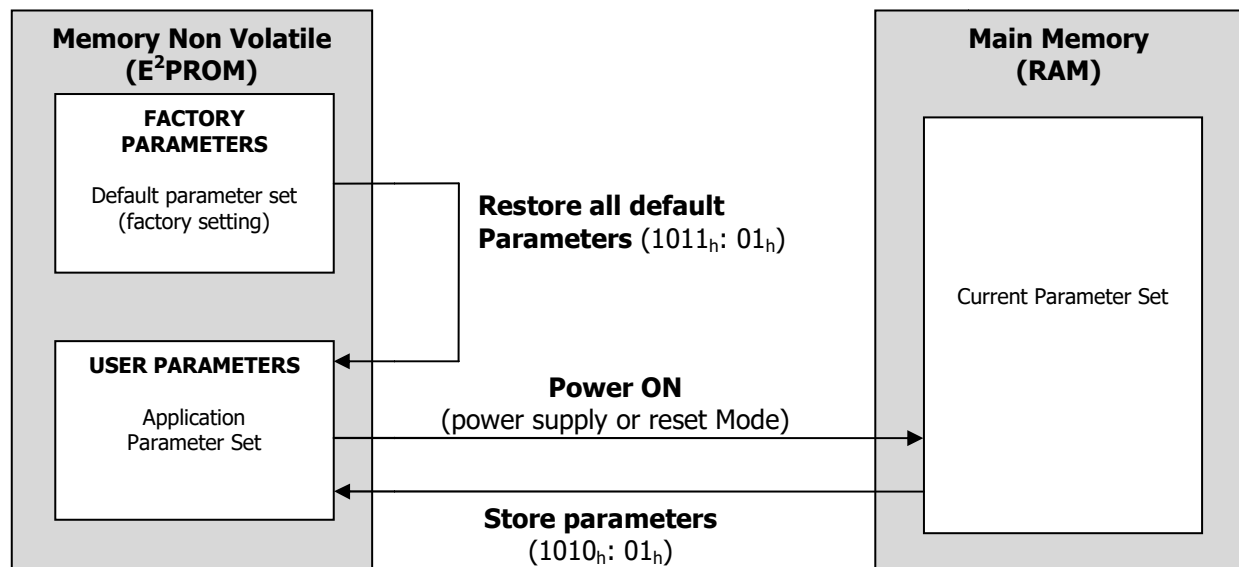 Memory Non Volatile
(E²PROM)
FACTORY
PARAMETERS
Default parameter set
(factory setting)
Restore all default
Parameters (1011ₕ: 01ₕ)
USER PARAMETERS
Application
Parameter Set
Power ON
(power supply or reset Mode)
Store parameters
(1010ₕ: 01ₕ)
Main Memory
(RAM)
Current Parameter Set